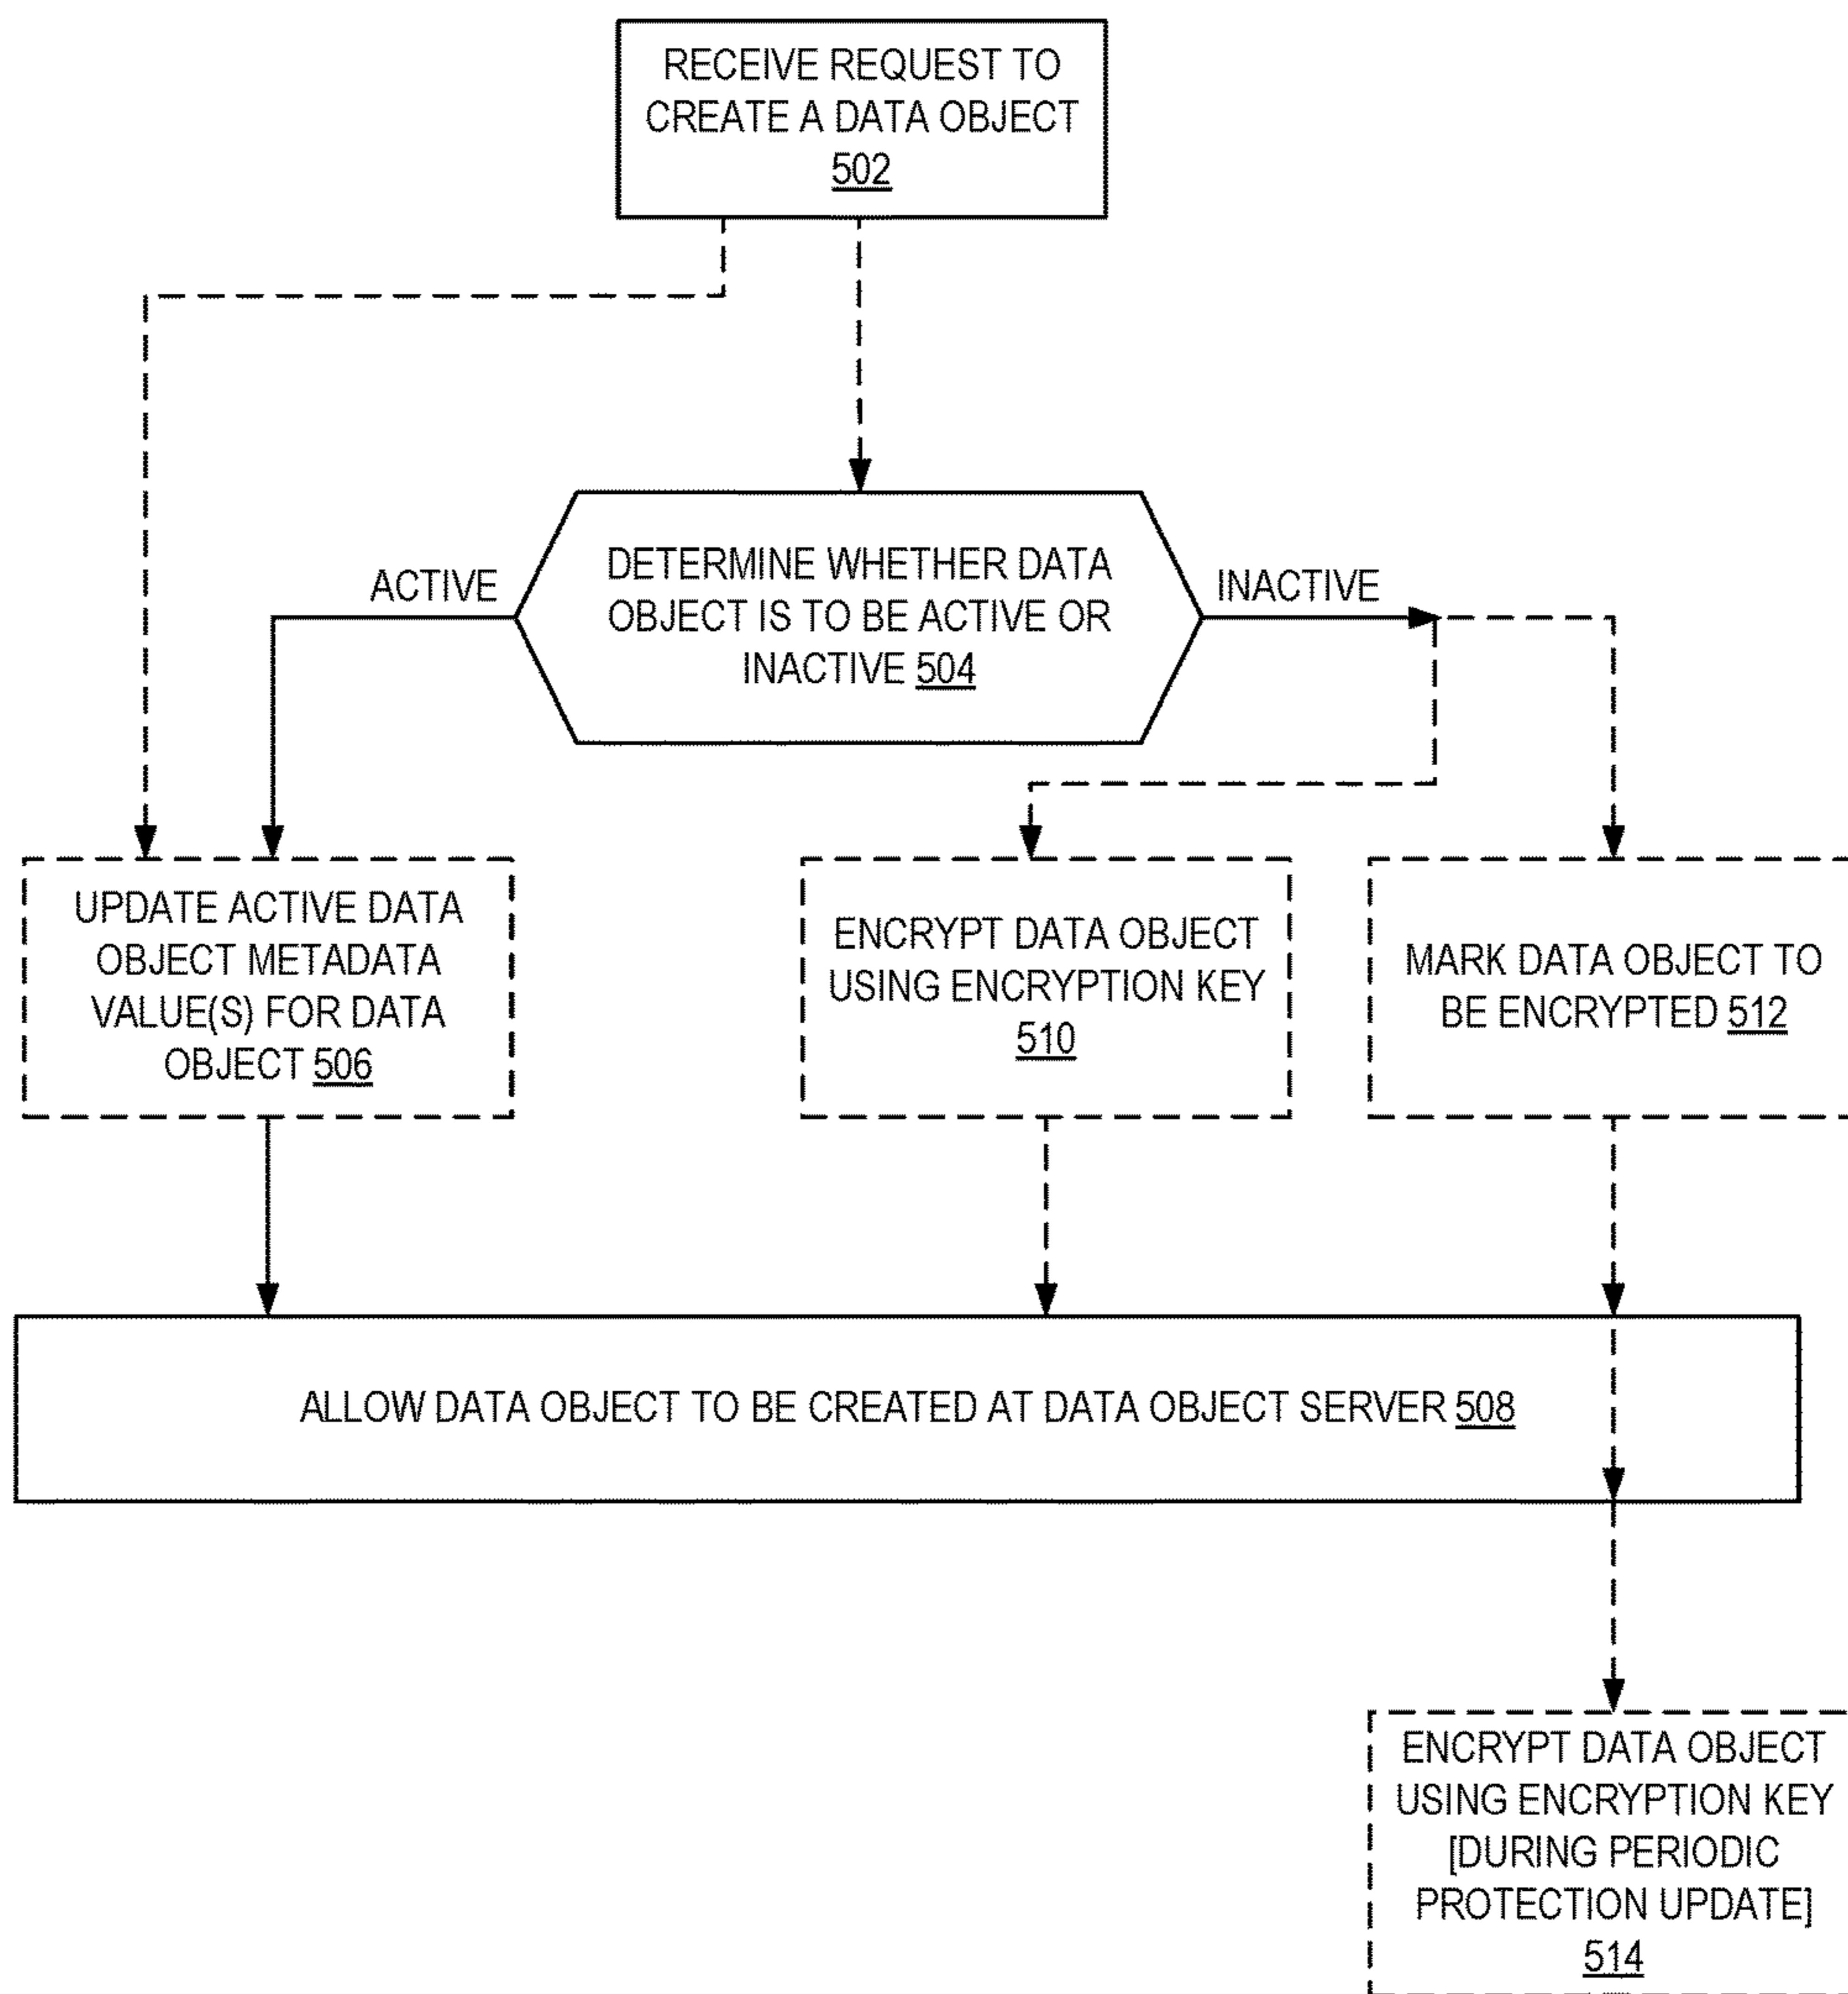 RECEIVE REQUEST TO
CREATE A DATA OBJECT
502
DETERMINE WHETHER DATA
OBJECT IS TO BE ACTIVE OR
INACTIVE 504
ACTIVE
INACTIVE
UPDATE ACTIVE DATA
OBJECT METADATA
VALUE(S) FOR DATA
OBJECT 506
ENCRYPT DATA OBJECT
USING ENCRYPTION KEY
510
MARK DATA OBJECT TO
BE ENCRYPTED 512
ALLOW DATA OBJECT TO BE CREATED AT DATA OBJECT SERVER 508
ENCRYPT DATA OBJECT
USING ENCRYPTION KEY
[DURING PERIODIC
PROTECTION UPDATE]
514